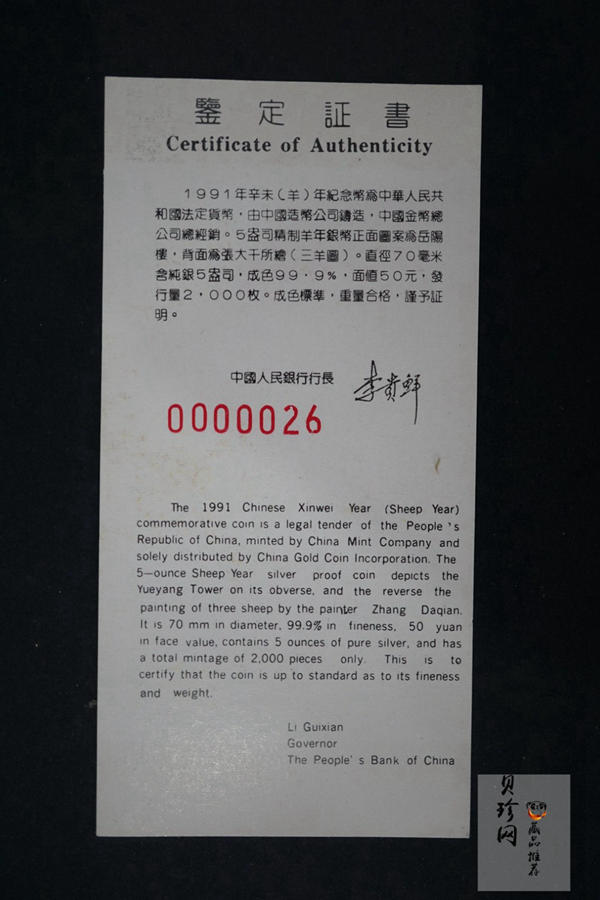 鑒定証書
Certificate of Authenticity
1991年辛未(羊)年紀念幣爲中華人民共
和國法定貨幣，由中國造幣公司鑄造，中國金幣總
公司總經銷。5盎司精制羊年銀幣正面圖案爲岳陽
樓，背面爲張大千所繪(三羊圖)。直徑70毫米
含純銀5盎司，成色99.9%，面值50元，發
行量2,000枚。成色標準，重量合格，謹予証
明。
中國人民銀行行長 李貴鮮
0000026
The 1991 Chinese Xinwei Year (Sheep Year)
commemorative coin is a legal tender of the People's
Republic of China, minted by China Mint Company and
solely distributed by China Gold Coin Incorporation. The
5—ounce Sheep Year silver proof coin depicts the
Yueyang Tower on its obverse, and the reverse the
painting of three sheep by the painter Zhang Daqian.
It is 70 mm in diameter, 99.9% in fineness, 50 yuan
in face value, contains 5 ounces of pure silver, and has
a total mintage of 2,000 pieces only. This is to
certify that the coin is up to standard as to its fineness
and weight.
Li Guixian
Governor
The People's Bank of China
贝珍网
藏品推荐